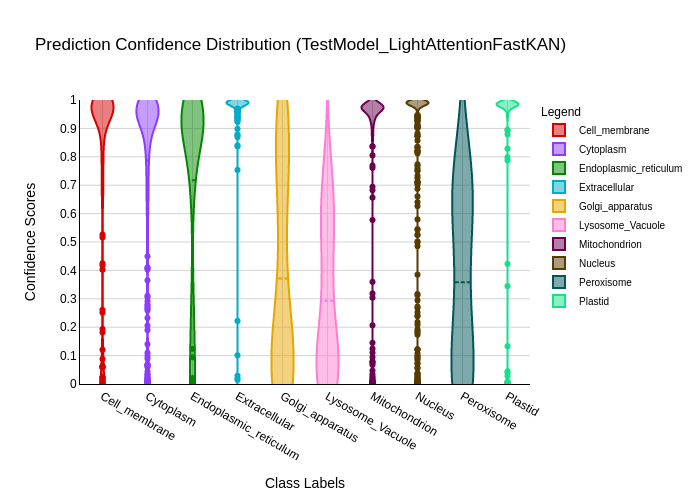 Prediction Confidence Distribution (TestModel_LightAttentionFastKAN)
Confidence Scores
1
0.9
0.8
0.7
0.6
0.5
0.4
0.3
0.2
0.1
0
Cell_membrane
Cytoplasm
Endoplasmic_reticulum
Extracellular
Golgi_apparatus
Lysosome_Vacuole
Mitochondrion
Nucleus
Peroxisome
Plastid
Class Labels
Legend
Cell_membrane
Cytoplasm
Endoplasmic_reticulum
Extracellular
Golgi_apparatus
Lysosome_Vacuole
Mitochondrion
Nucleus
Peroxisome
Plastid